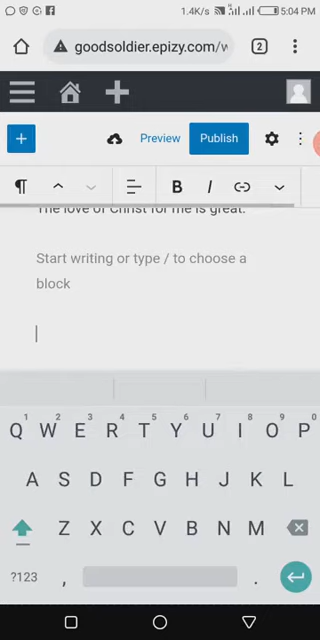 1.4K/s 5:04 PM
goodsoldier.epizy.com/w 2
Preview Publish
B I
The love of Christ for me is great.
Start writing or type / to choose a
block
1 2 3 4 5 6 7 8 9 0
Q W E R T Y U I O P
A S D F G H J K L
Z X C V B N M
?123 , .